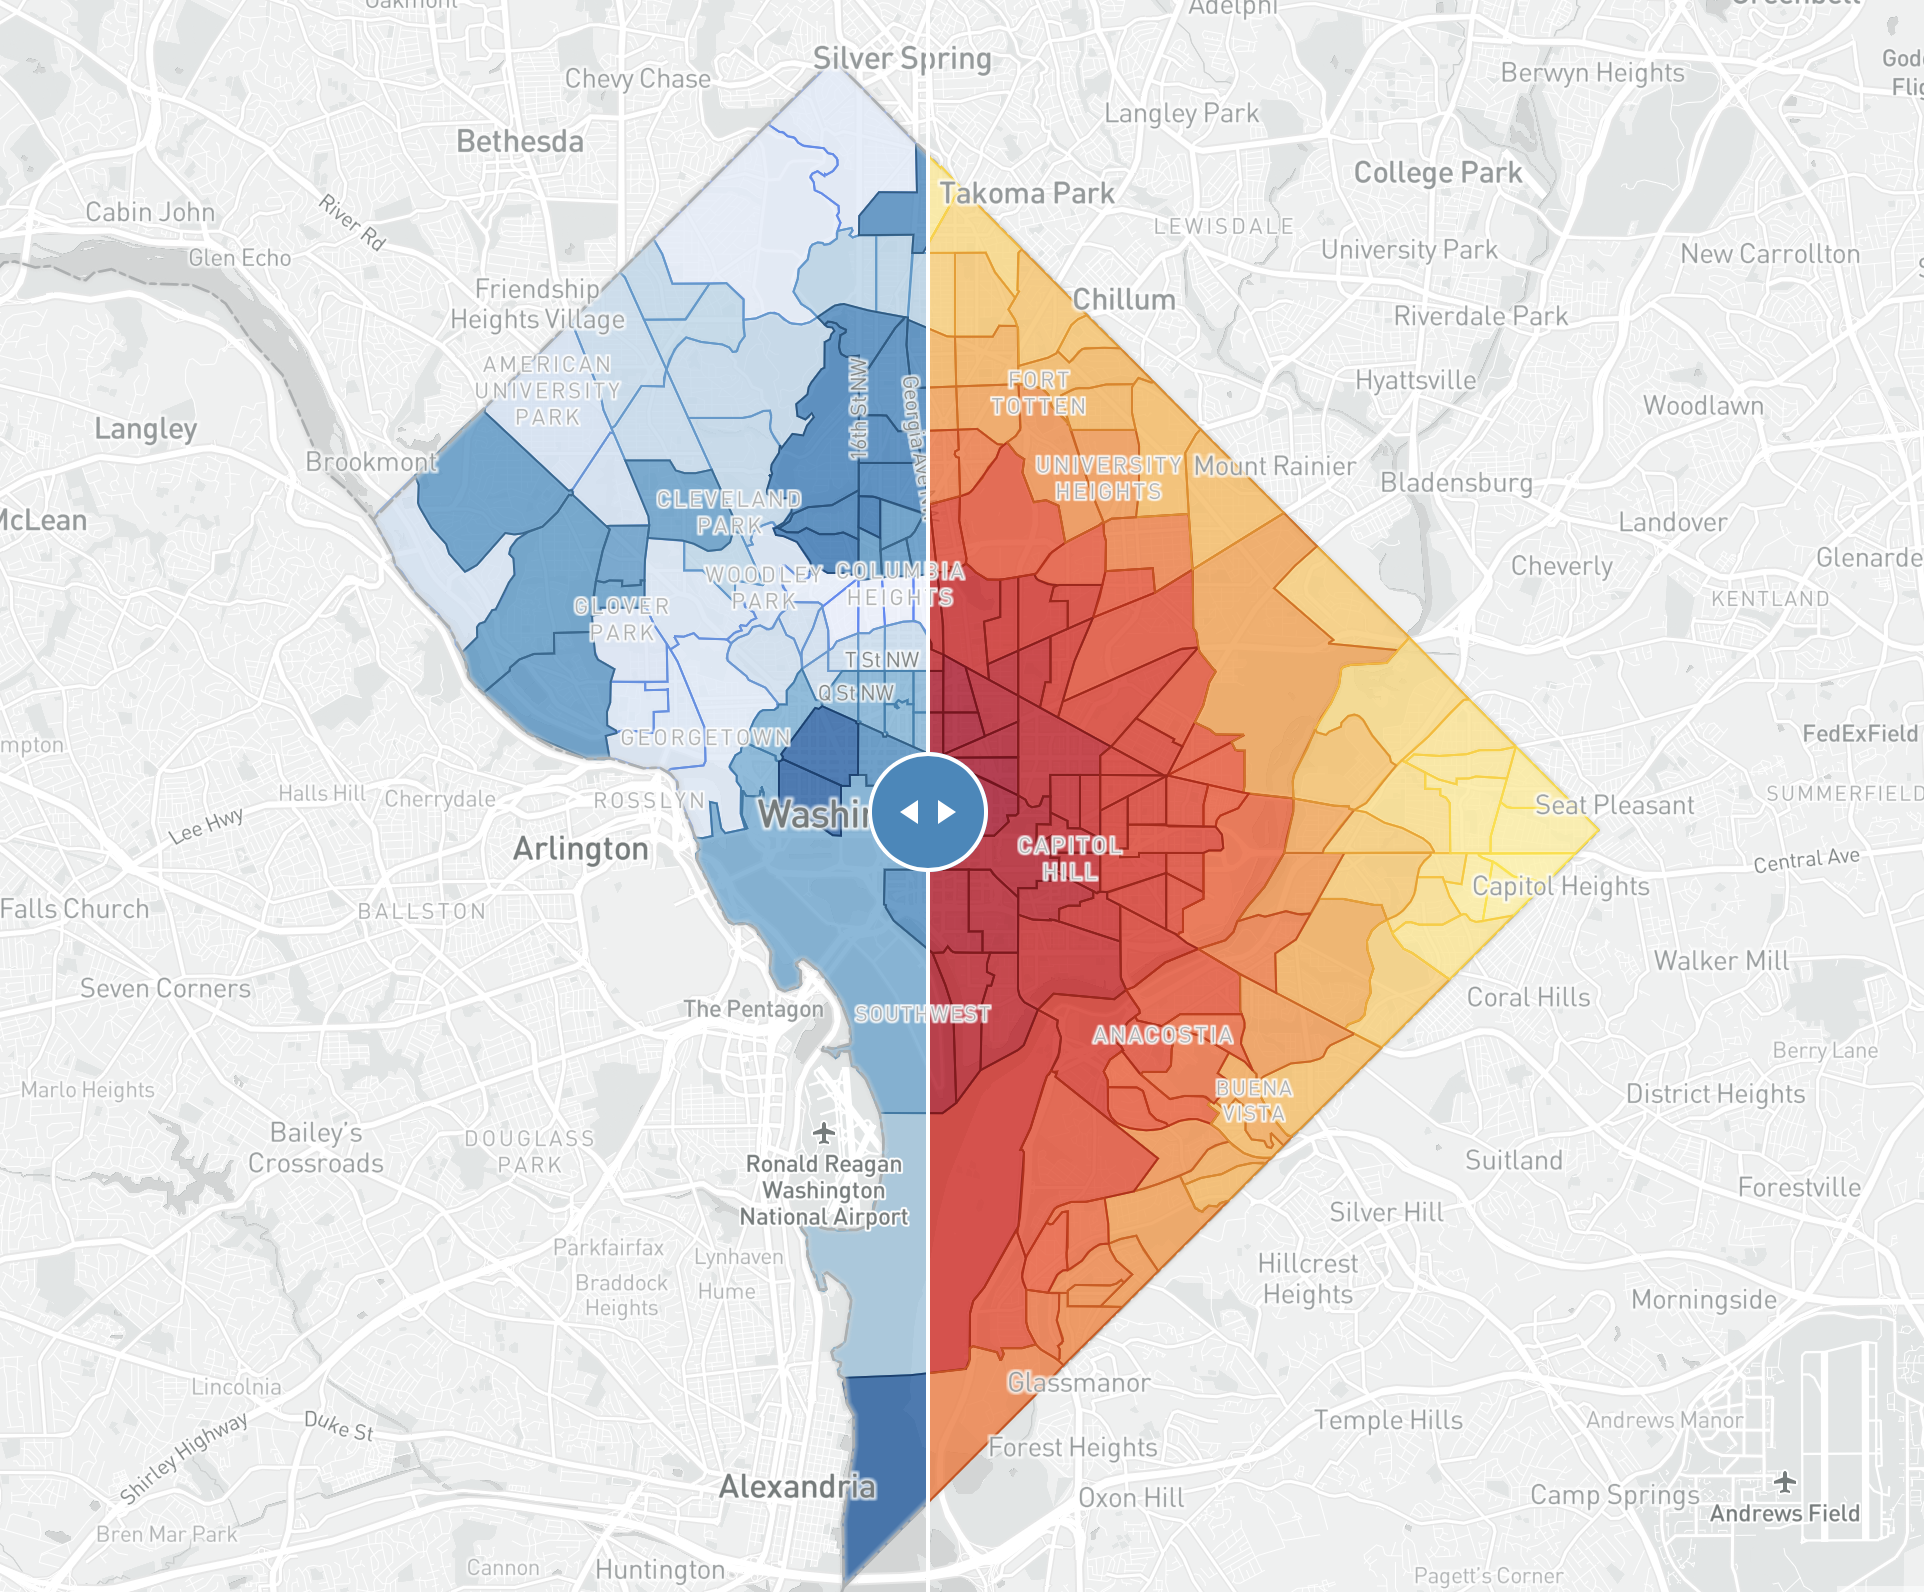 Oakmont
Adelphi
Greenbelt
Silver Spring
Chevy Chase
Berwyn Heights
Langley Park
Bethesda
College Park
Takoma Park
Cabin John
River Rd
LEWISDALE
University Park
New Carrollton
Glen Echo
Friendship
Heights Village
Chillum
Riverdale Park
AMERICAN
UNIVERSITY
PARK
16th St NW
Georgia Ave NW
FORT
TOTTEN
Hyattsville
Woodlawn
Langley
Brookmont
UNIVERSITY
HEIGHTS
Mount Rainier
Bladensburg
CLEVELAND
PARK
McLean
Landover
Cheverly
Glenarde
WOODLEY
PARK
COLUMBIA
HEIGHTS
GLOVER
PARK
KENTLAND
T St NW
Q St NW
GEORGETOWN
mpton
FedExField
Halls Hill
Cherrydale
ROSSLYN
Lee Hwy
Washin
Seat Pleasant
SUMMERFIELD
Arlington
CAPITOL
HILL
Central Ave
Capitol Heights
Falls Church
BALLSTON
Walker Mill
Seven Corners
The Pentagon
SOUTHWEST
Coral Hills
ANACOSTIA
Berry Lane
Marlo Heights
BUENA
VISTA
District Heights
Bailey's
Crossroads
DOUGLASS
PARK
Ronald Reagan
Washington
National Airport
Suitland
Forestville
Silver Hill
Parkfairfax
Lynhaven
Braddock
Heights
Hume
Hillcrest
Heights
Morningside
Lincolnia
Glassmanor
Duke St
Shirley Highway
Temple Hills
Andrews Manor
Forest Heights
Alexandria
Oxon Hill
Camp Springs
Andrews Field
Bren Mar Park
Cannon
Huntington
Pagett's Corner